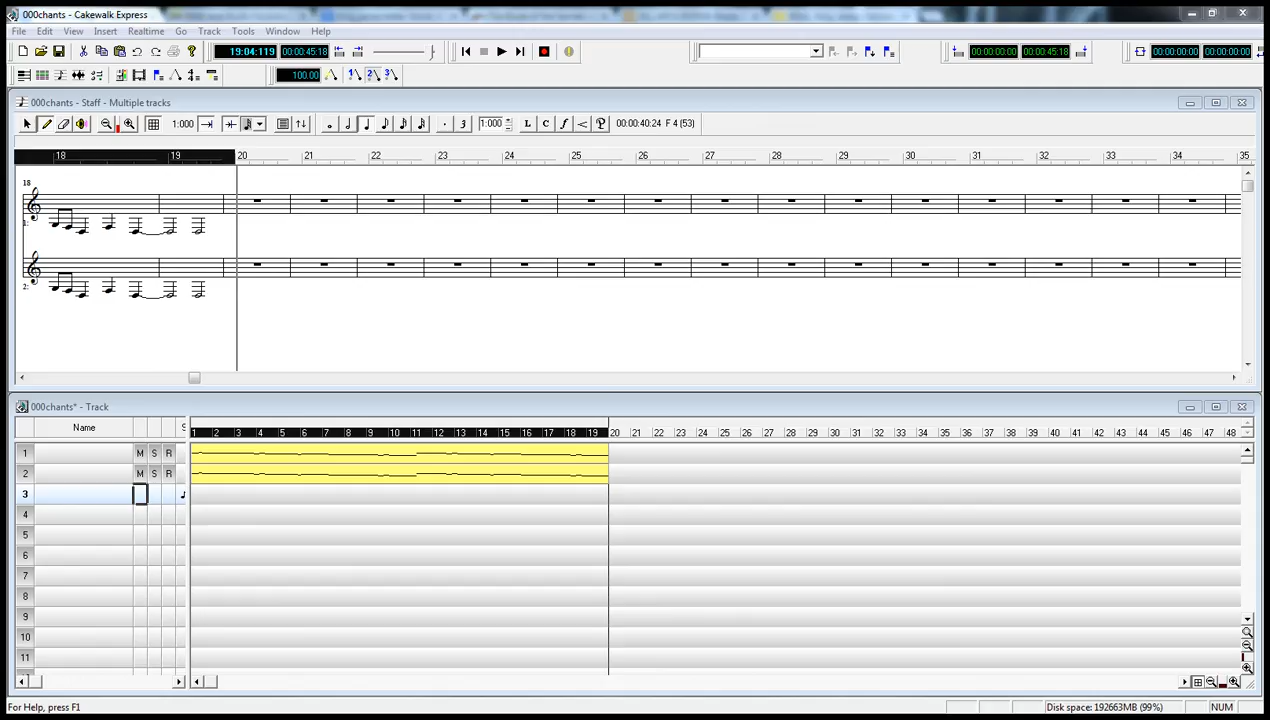 000chants - Cakewalk Express
File Edit View Insert Realtime Go Track Tools Window Help
19:04:119 00:00:45:18 00:00:00:00 00:00:45:18 00:00:00:00 00:00:00:00
100.00 1 2 3
000chants - Staff - Multiple tracks
1:000 3 1:000 L C f P 00:00:40:24 F 4 (53)
18 19 20 21 22 23 24 25 26 27 28 29 30 31 32 33 34 35
18
1:
2:
000chants* - Track
Name S 1 2 3 4 5 6 7 8 9 10 11 12 13 14 15 16 17 18 19 20 21 22 23 24 25 26 27 28 29 30 31 32 33 34 35 36 37 38 39 40 41 42 43 44 45 46 47 48
1 M S R
2 M S R
3
4
5
6
7
8
9
10
11
For Help, press F1 Disk space: 192663MB (99%) NUM